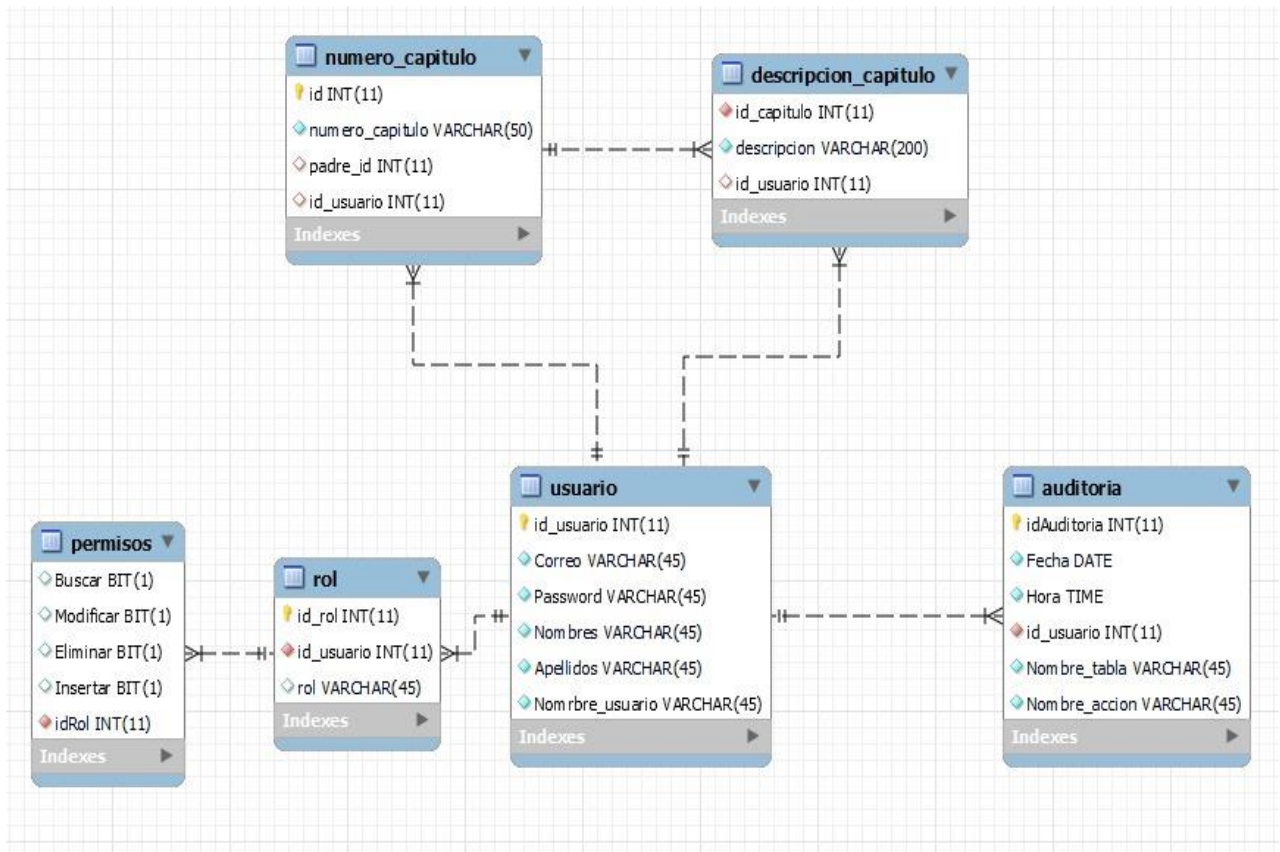 numero_capitulo
id INT(11)
numero_capitulo VARCHAR(50)
padre_id INT(11)
id_usuario INT(11)
Indexes
descripcion_capitulo
id_capitulo INT(11)
descripcion VARCHAR(200)
id_usuario INT(11)
Indexes
permisos
Buscar BIT(1)
Modificar BIT(1)
Eliminar BIT(1)
Insertar BIT(1)
idRol INT(11)
Indexes
rol
id_rol INT(11)
id_usuario INT(11)
rol VARCHAR(45)
Indexes
usuario
id_usuario INT(11)
Correo VARCHAR(45)
Password VARCHAR(45)
Nombres VARCHAR(45)
Apellidos VARCHAR(45)
Nomrbre_usuario VARCHAR(45)
Indexes
auditoria
idAuditoria INT(11)
Fecha DATE
Hora TIME
id_usuario INT(11)
Nombre_tabla VARCHAR(45)
Nombre_accion VARCHAR(45)
Indexes